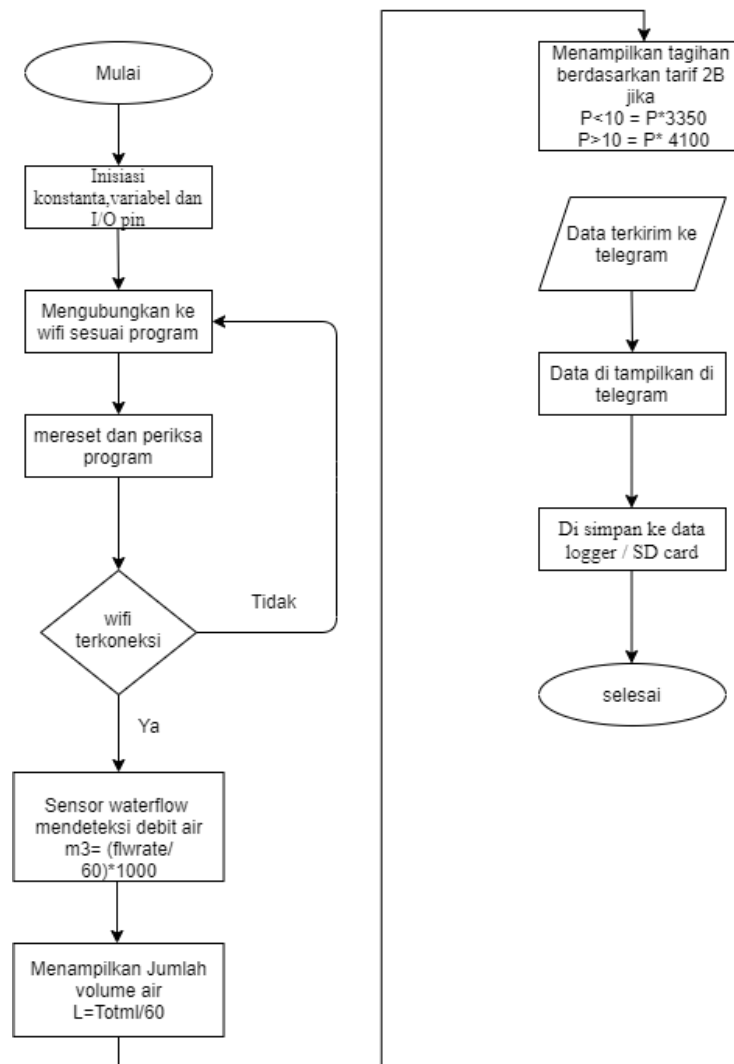 Mulai
Inisiasi
konstanta,variabel dan
I/O pin
Mengubungkan ke
wifi sesuai program
mereset dan periksa
program
wifi
terkoneksi
Tidak
Ya
Sensor waterflow
mendeteksi debit air
m3= (flwrate/
60)*1000
Menampilkan Jumlah
volume air
L=Totml/60
Menampilkan tagihan
berdasarkan tarif 2B
jika
P<10 = P*3350
P>10 = P* 4100
Data terkirim ke
telegram
Data di tampilkan di
telegram
Di simpan ke data
logger / SD card
selesai